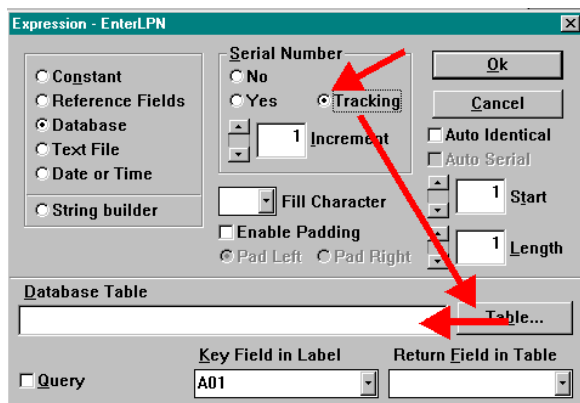 Expression - EnterLPN
Constant
Reference Fields
Database
Text File
Date or Time
String builder
Serial Number
No
Yes
Tracking
1
Increment
Fill Character
Enable Padding
Pad Left
Pad Right
Ok
Cancel
Auto Identical
Auto Serial
1
Start
1
Length
Database Table
Table...
Query
Key Field in Label
A01
Return Field in Table